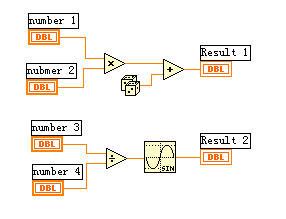 number 1
DBL
Result 1
×
+
DBL
nubmer 2
DBL
number 3
DBL
Result 2
÷
SIN
DBL
number 4
DBL